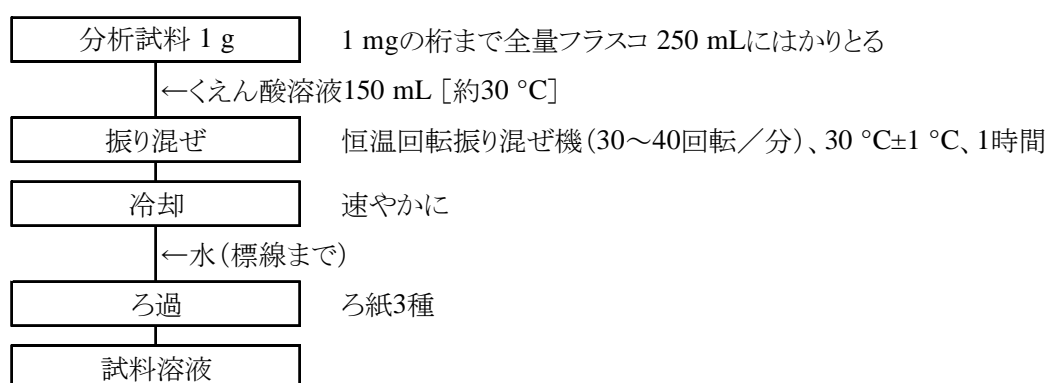 分析試料 1 g 1 mgの桁まで全量フラスコ 250 mLにはかりとる
←くえん酸溶液150 mL［約30 °C］
振り混ぜ 恒温回転振り混ぜ機（30～40回転／分）、30 °C±1 °C、1時間
冷却 速やかに
←水（標線まで）
ろ過 ろ紙3種
試料溶液